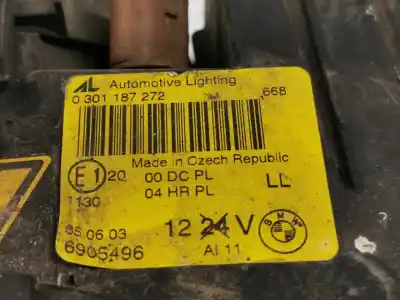 AL Automotive Lighting
0 301 187 272 668
Made in Czech Republic
E1 20 00 DC PL LL
1130 04 HR PL
05.06.03 12 24 V BMW
6905496 AI 11